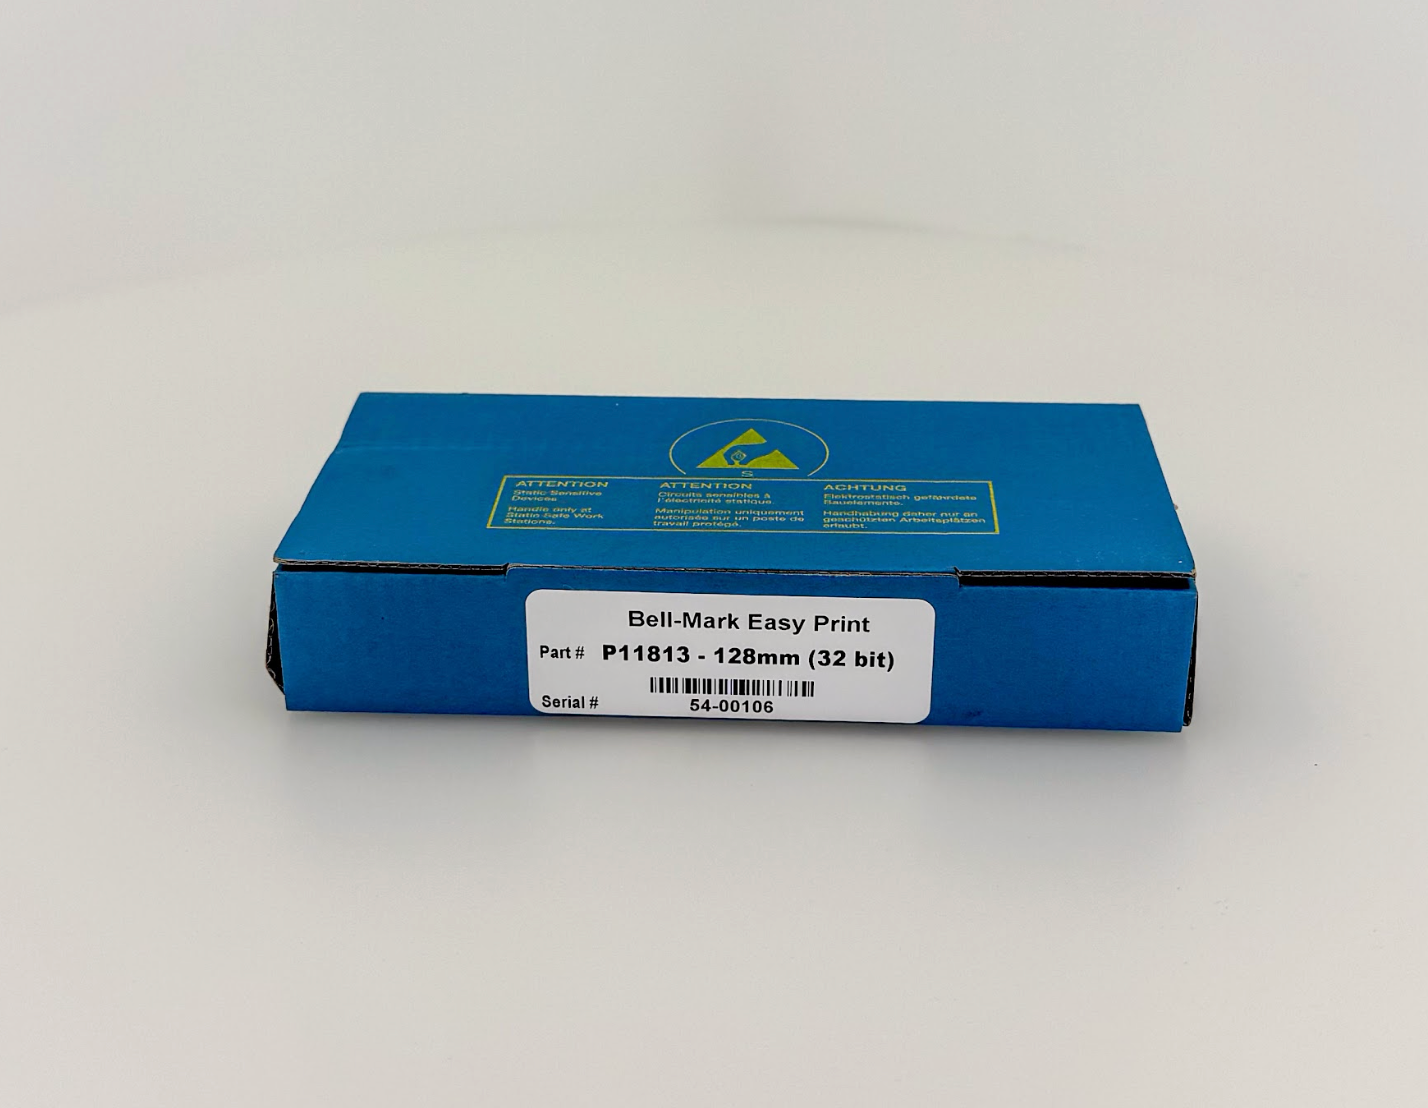 S
ATTENTION
Static Sensitive
Devices
Handle only at
Static Safe Work
Stations.
ATTENTION
Circuits sensibles à
l'électricité statique.
Manipulation uniquement
autorisée sur un poste de
travail protégé.
ACHTUNG
Elektrostatisch gefährdete
Bauelemente.
Handhabung daher nur an
geschützten Arbeitsplätzen
erlaubt.
Bell-Mark Easy Print
Part # P11813 - 128mm (32 bit)
Serial # 54-00106